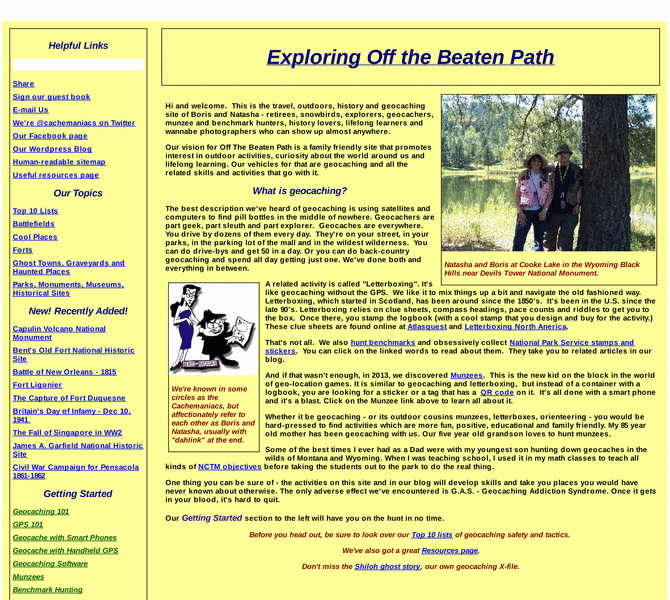 Helpful Links
Share
Sign our guest book
E-mail Us
We're @cachemaniacs on Twitter
Our Facebook page
Our Wordpress Blog
Human-readable sitemap
Useful resources page
Our Topics
Top 10 Lists
Battlefields
Cool Places
Forts
Ghost Towns, Graveyards and
Haunted Places
Parks, Monuments, Museums,
Historical Sites
New! Recently Added!
Capulin Volcano National
Monument
Bent's Old Fort National Historic
Site
Battle of New Orleans - 1815
Fort Ligonier
The Capture of Fort Duquesne
Britain's Day of Infamy - Dec 10,
1941
The Fall of Singapore in WW2
James A. Garfield National Historic
Site
Civil War Campaign for Pensacola
1861-1862
Getting Started
Geocaching 101
GPS 101
Geocache with Smart Phones
Geocache with Handheld GPS
Geocaching Software
Munzees
Benchmark Hunting
Exploring Off the Beaten Path
Hi and welcome. This is the travel, outdoors, history and geocaching
site of Boris and Natasha - retirees, snowbirds, explorers, geocachers,
munzee and benchmark hunters, history lovers, lifelong learners and
wannabe photographers who can show up almost anywhere.
Our vision for Off The Beaten Path is a family friendly site that promotes
interest in outdoor activities, curiosity about the world around us and
lifelong learning. Our vehicles for that are geocaching and all the
related skills and activities that go with it.
What is geocaching?
The best description we've heard of geocaching is using satellites and
computers to find pill bottles in the middle of nowhere. Geocachers are
part geek, part sleuth and part explorer. Geocaches are everywhere.
You drive by dozens of them every day. They're on your street, in your
parks, in the parking lot of the mall and in the wildest wilderness. You
can do drive-bys and get 50 in a day. Or you can do back-country
geocaching and spend all day getting just one. We've done both and
everything in between.
Natasha and Boris at Cooke Lake in the Wyoming Black
Hills near Devils Tower National Monument.
We're known in some
circles as the
Cachemaniacs, but
affectionately refer to
each other as Boris and
Natasha, usually with
"dahlink" at the end.
A related activity is called "Letterboxing". It's
like geocaching without the GPS. We like it to mix things up a bit and navigate the old fashioned way.
Letterboxing, which started in Scotland, has been around since the 1850's. It's been in the U.S. since the
late 90's. Letterboxing relies on clue sheets, compass headings, pace counts and riddles to get you to
the box. Once there, you stamp the logbook (with a cool stamp that you design and buy for the activity.)
These clue sheets are found online at Atlasquest and Letterboxing North Anerica.
That's not all. We also hunt benchmarks and obsessively collect National Park Service stamps and
stickers. You can click on the linked words to read about them. They take you to related articles in our
blog.
And if that wasn't enough, in 2013, we discovered Munzees. This is the new kid on the block in the world
of geo-location games. It is similar to geocaching and letterboxing, but instead of a container with a
logbook, you are looking for a sticker or a tag that has a QR code on it. It's all done with a smart phone
and it's a blast. Click on the Munzee link above to learn all about it.
Whether it be geocaching - or its outdoor cousins munzees, letterboxes, orienteering - you would be
hard-pressed to find activities which are more fun, positive, educational and family friendly. My 85 year
old mother has been geocaching with us. Our five year old grandson loves to hunt munzees.
Some of the best times I ever had as a Dad were with my youngest son hunting down geocaches in the
wilds of Montana and Wyoming. When I was teaching school, I used it in my math classes to teach all
kinds of NCTM objectives before taking the students out to the park to do the real thing.
One thing you can be sure of - the activities on this site and in our blog will develop skills and take you places you would have
never known about otherwise. The only adverse effect we've encountered is G.A.S. - Geocaching Addiction Syndrome. Once it gets
in your blood, it's hard to quit.
Our Getting Started section to the left will have you on the hunt in no time.
Before you head out, be sure to look over our Top 10 lists of geocaching safety and tactics.
We've also got a great Resources page.
Don't miss the Shiloh ghost story, our own geocaching X-file.